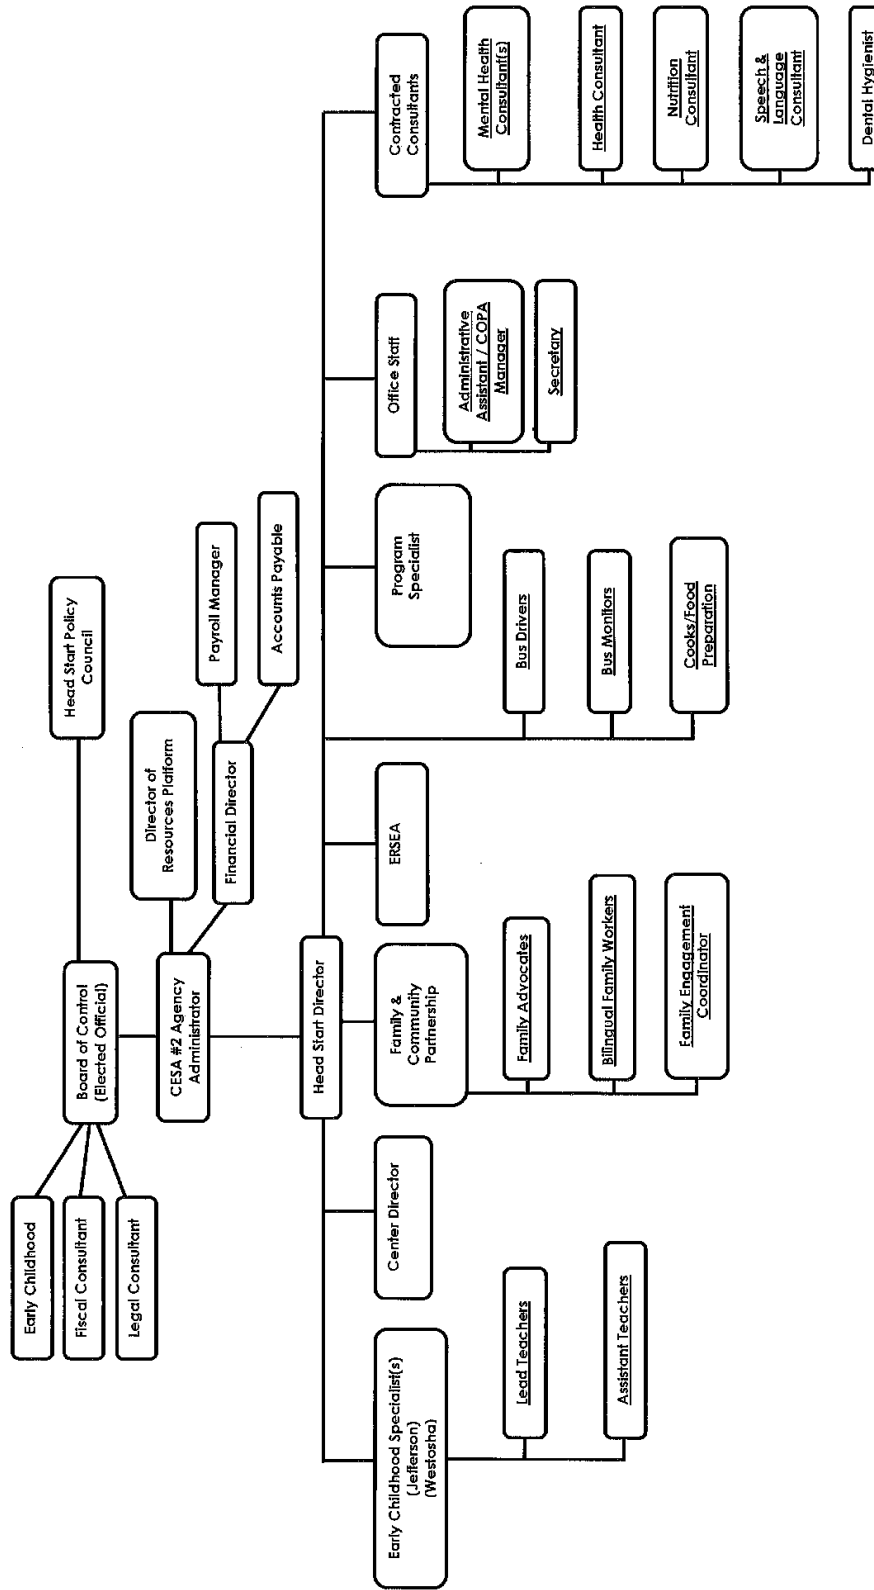 Early Childhood
Fiscal Consultant
Legal Consultant
Board of Control
(Elected Official)
Head Start Policy
Council
CESA #2 Agency
Administrator
Director of
Resources Platform
Financial Director
Payroll Manager
Accounts Payable
Head Start Director
Early Childhood Specialist(s)
(Jefferson)
(Westosha)
Lead Teachers
Assistant Teachers
Center Director
Family &
Community
Partnership
Family Advocates
Bilingual Family Workers
Family Engagement
Coordinator
ERSEA
Bus Drivers
Bus Monitors
Cooks/Food
Preparation
Program
Specialist
Office Staff
Administrative
Assistant / COPA
Manager
Secretary
Contracted
Consultants
Mental Health
Consultant(s)
Health Consultant
Nutrition
Consultant
Speech &
Language
Consultant
Dental Hygienist